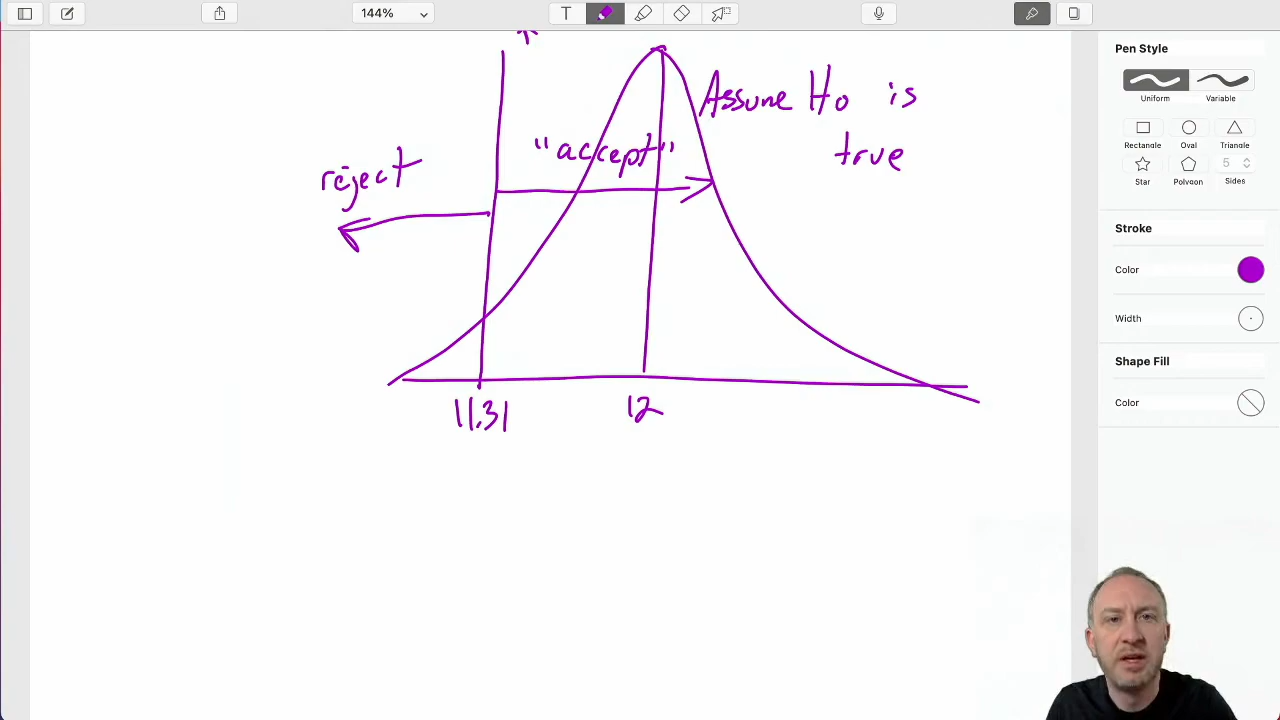 144%
T
Assume Ho is
true
"accept"
reject
11.31
12
Pen Style
Uniform
Variable
Rectangle
Oval
Triangle
Star
Polygon
5
Sides
Stroke
Color
Width
Shape Fill
Color